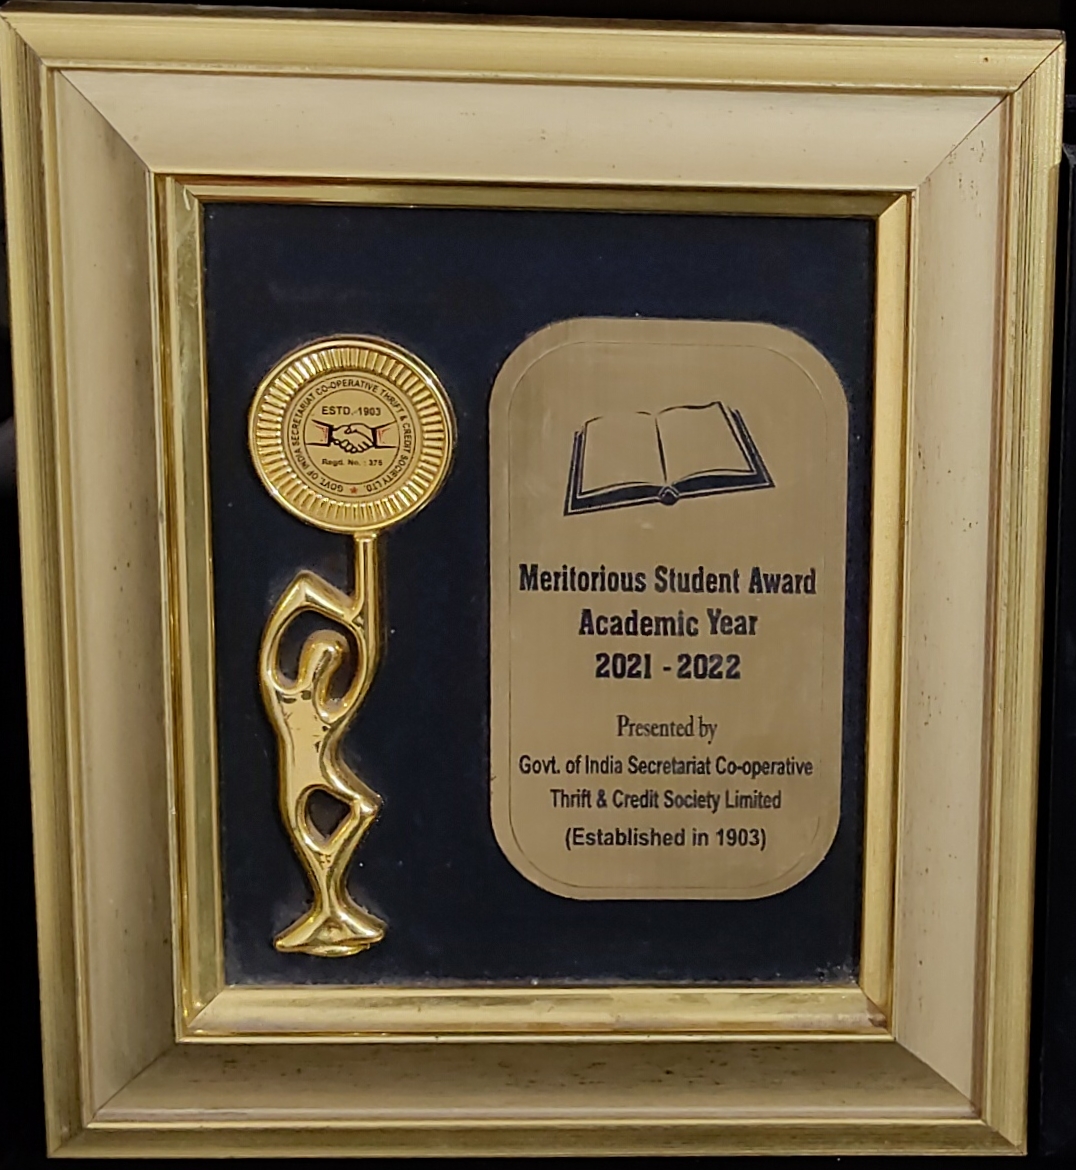 GOVT. OF INDIA SECRETARIAT CO-OPERATIVE THRIFT & CREDIT SOCIETY LTD.
ESTD. 1903
Regd. No. : 375
Meritorious Student Award
Academic Year
2021 - 2022
Presented by
Govt. of India Secretariat Co-operative
Thrift & Credit Society Limited
(Established in 1903)